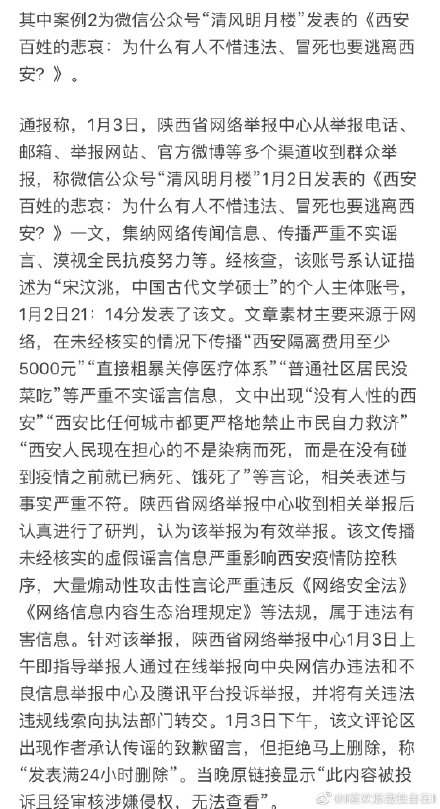 其中案例2为微信公众号“清风明月楼”发表的《西安
百姓的悲哀：为什么有人不惜违法、冒死也要逃离西
安？》。
通报称，1月3日，陕西省网络举报中心从举报电话、
邮箱、举报网站、官方微博等多个渠道收到群众举
报，称微信公众号“清风明月楼”1月2日发表的《西安
百姓的悲哀：为什么有人不惜违法、冒死也要逃离西
安？》一文，集纳网络传闻信息、传播严重不实谣
言、漠视全民抗疫努力等。经核查，该账号系认证描
述为“宋汶洮，中国古代文学硕士”的个人主体账号，
1月2日21：14分发表了该文。文章素材主要来源于网
络，在未经核实的情况下传播“西安隔离费用至少
5000元”“直接粗暴关停医疗体系”“普通社区居民没
菜吃”等严重不实谣言信息，文中出现“没有人性的西
安”“西安比任何城市都更严格地禁止市民自力救济”
“西安人民现在担心的不是染病而死，而是在没有碰
到疫情之前就已病死、饿死了”等言论，相关表述与
事实严重不符。陕西省网络举报中心收到相关举报后
认真进行了研判，认为该举报为有效举报。该文传播
未经核实的虚假谣言信息严重影响西安疫情防控秩
序，大量煽动性攻击性言论严重违反《网络安全法》
《网络信息内容生态治理规定》等法规，属于违法有
害信息。针对该举报，陕西省网络举报中心1月3日上
午即指导举报人通过在线举报向中央网信办违法和不
良信息举报中心及腾讯平台投诉举报，并将有关违法
违规线索向执法部门转交。1月3日下午，该文评论区
出现作者承认传谣的致歉留言，但拒绝马上删除，称
“发表满24小时删除”。当晚原链接显示“此内容被投
诉且经审核涉嫌侵权，无法查看”。